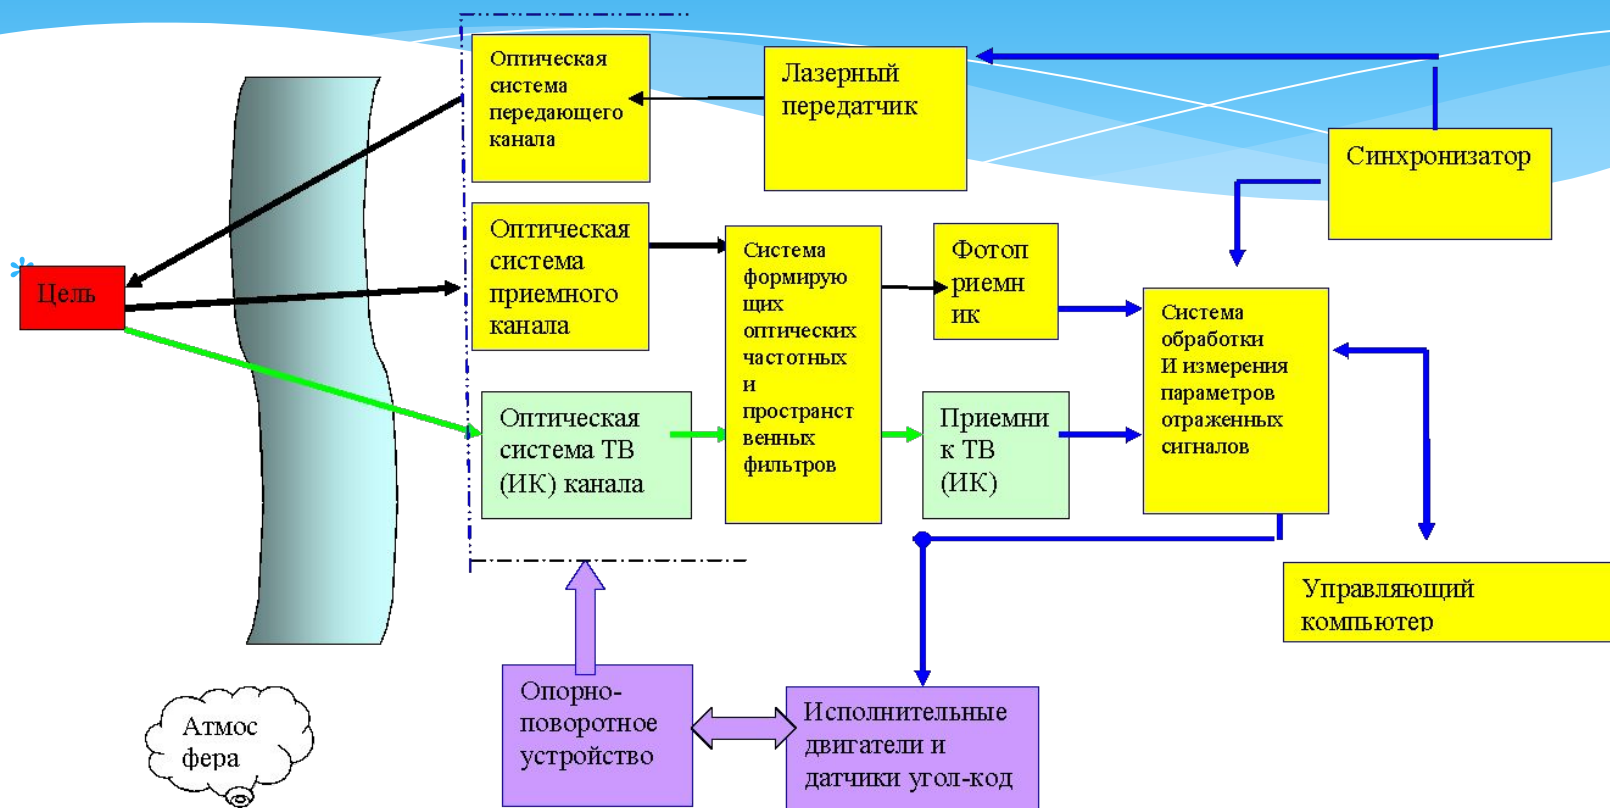 Оптическая
система
передающего
канала
Лазерный
передатчик
Синхронизатор
Оптическая
система
приемного
канала
Система
формирую
щих
оптических
частотных
и
пространст
венных
фильтров
Фотоп
риемн
ик
Цель
Система
обработки
И измерения
параметров
отраженных
сигналов
Оптическая
система ТВ
(ИК) канала
Приемни
к ТВ
(ИК)
Управляющий
компьютер
Опорно-
поворотное
устройство
Исполнительные
двигатели и
датчики угол-код
Атмос
фера